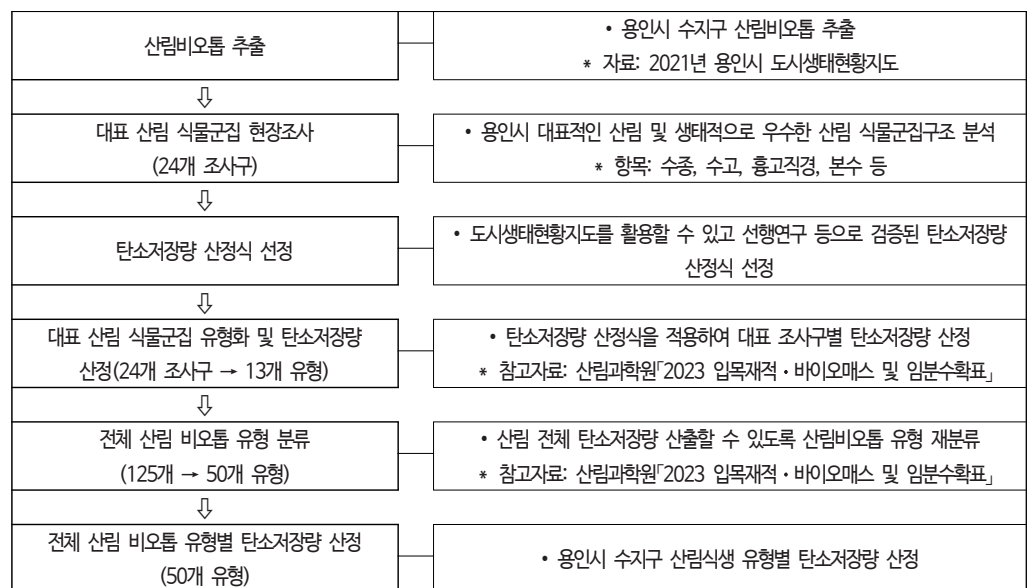 산림비오톱 추출
• 용인시 수지구 산림비오톱 추출
* 자료: 2021년 용인시 도시생태현황지도
⇩
대표 산림 식물군집 현장조사
(24개 조사구)
• 용인시 대표적인 산림 및 생태적으로 우수한 산림 식물군집구조 분석
* 항목: 수종, 수고, 흉고직경, 본수 등
⇩
탄소저장량 산정식 선정
• 도시생태현황지도를 활용할 수 있고 선행연구 등으로 검증된 탄소저장량
산정식 선정
⇩
대표 산림 식물군집 유형화 및 탄소저장량
산정(24개 조사구 → 13개 유형)
• 탄소저장량 산정식을 적용하여 대표 조사구별 탄소저장량 산정
* 참고자료: 산림과학원「2023 입목재적・바이오매스 및 임분수확표」
⇩
전체 산림 비오톱 유형 분류
(125개 → 50개 유형)
• 산림 전체 탄소저장량 산출할 수 있도록 산림비오톱 유형 재분류
* 참고자료: 산림과학원「2023 입목재적・바이오매스 및 임분수확표」
⇩
전체 산림 비오톱 유형별 탄소저장량 산정
(50개 유형)
• 용인시 수지구 산림식생 유형별 탄소저장량 산정